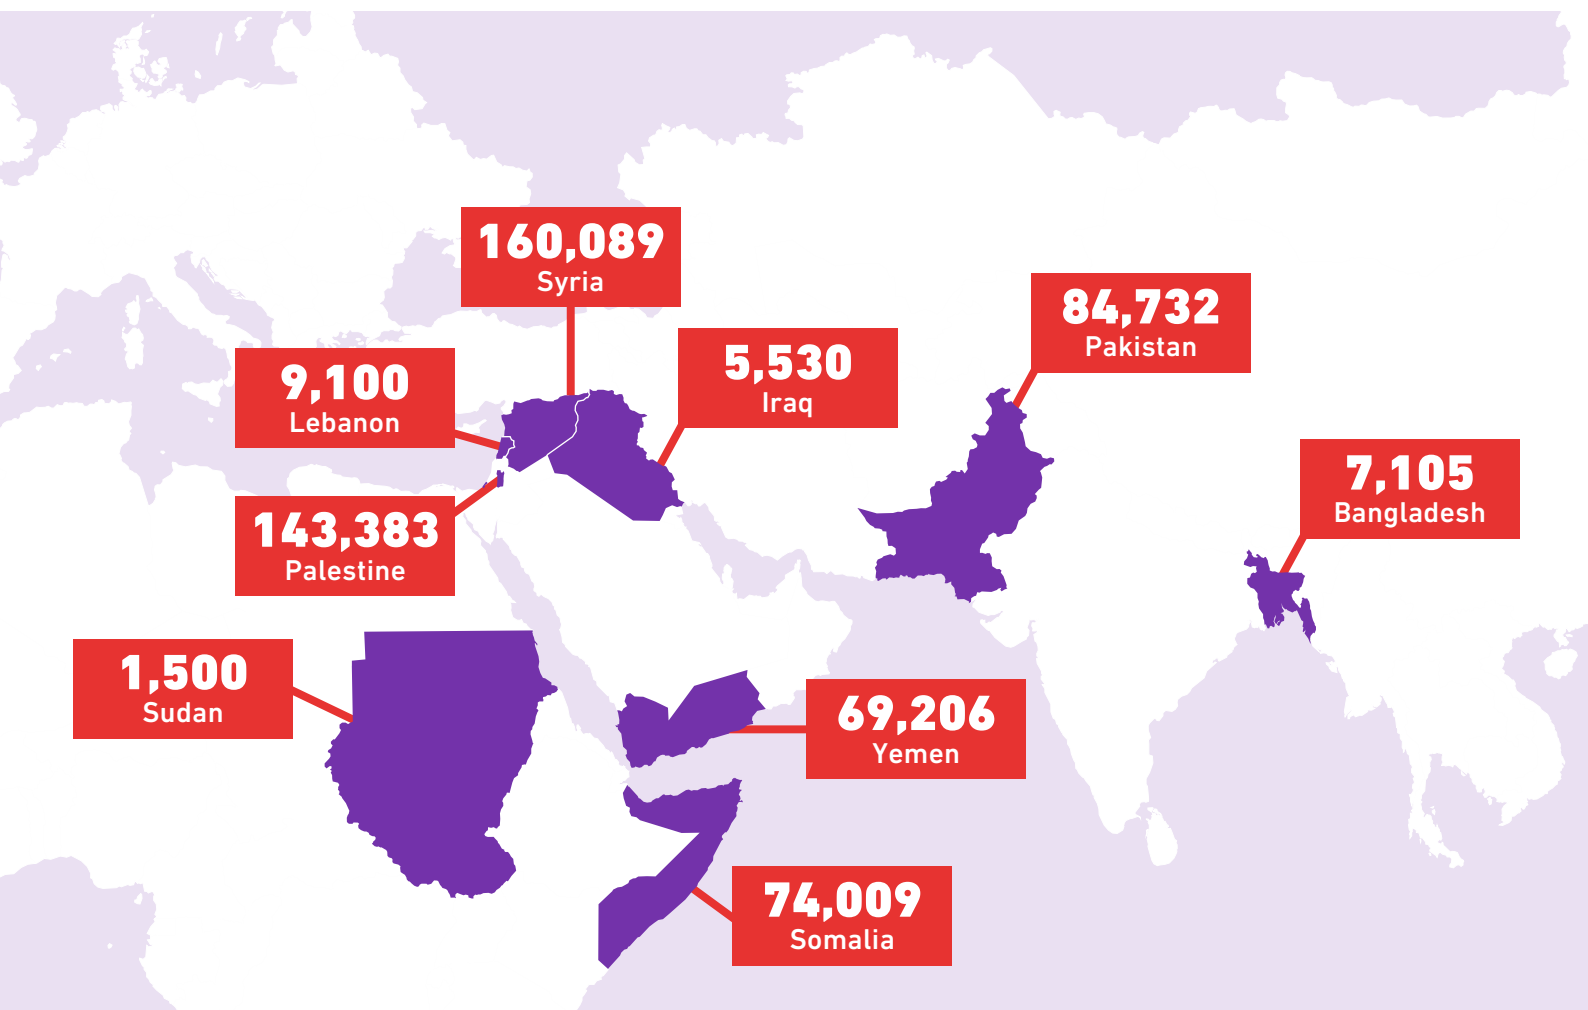 160,089
Syria
84,732
Pakistan
5,530
Iraq
9,100
Lebanon
7,105
Bangladesh
143,383
Palestine
1,500
Sudan
69,206
Yemen
74,009
Somalia